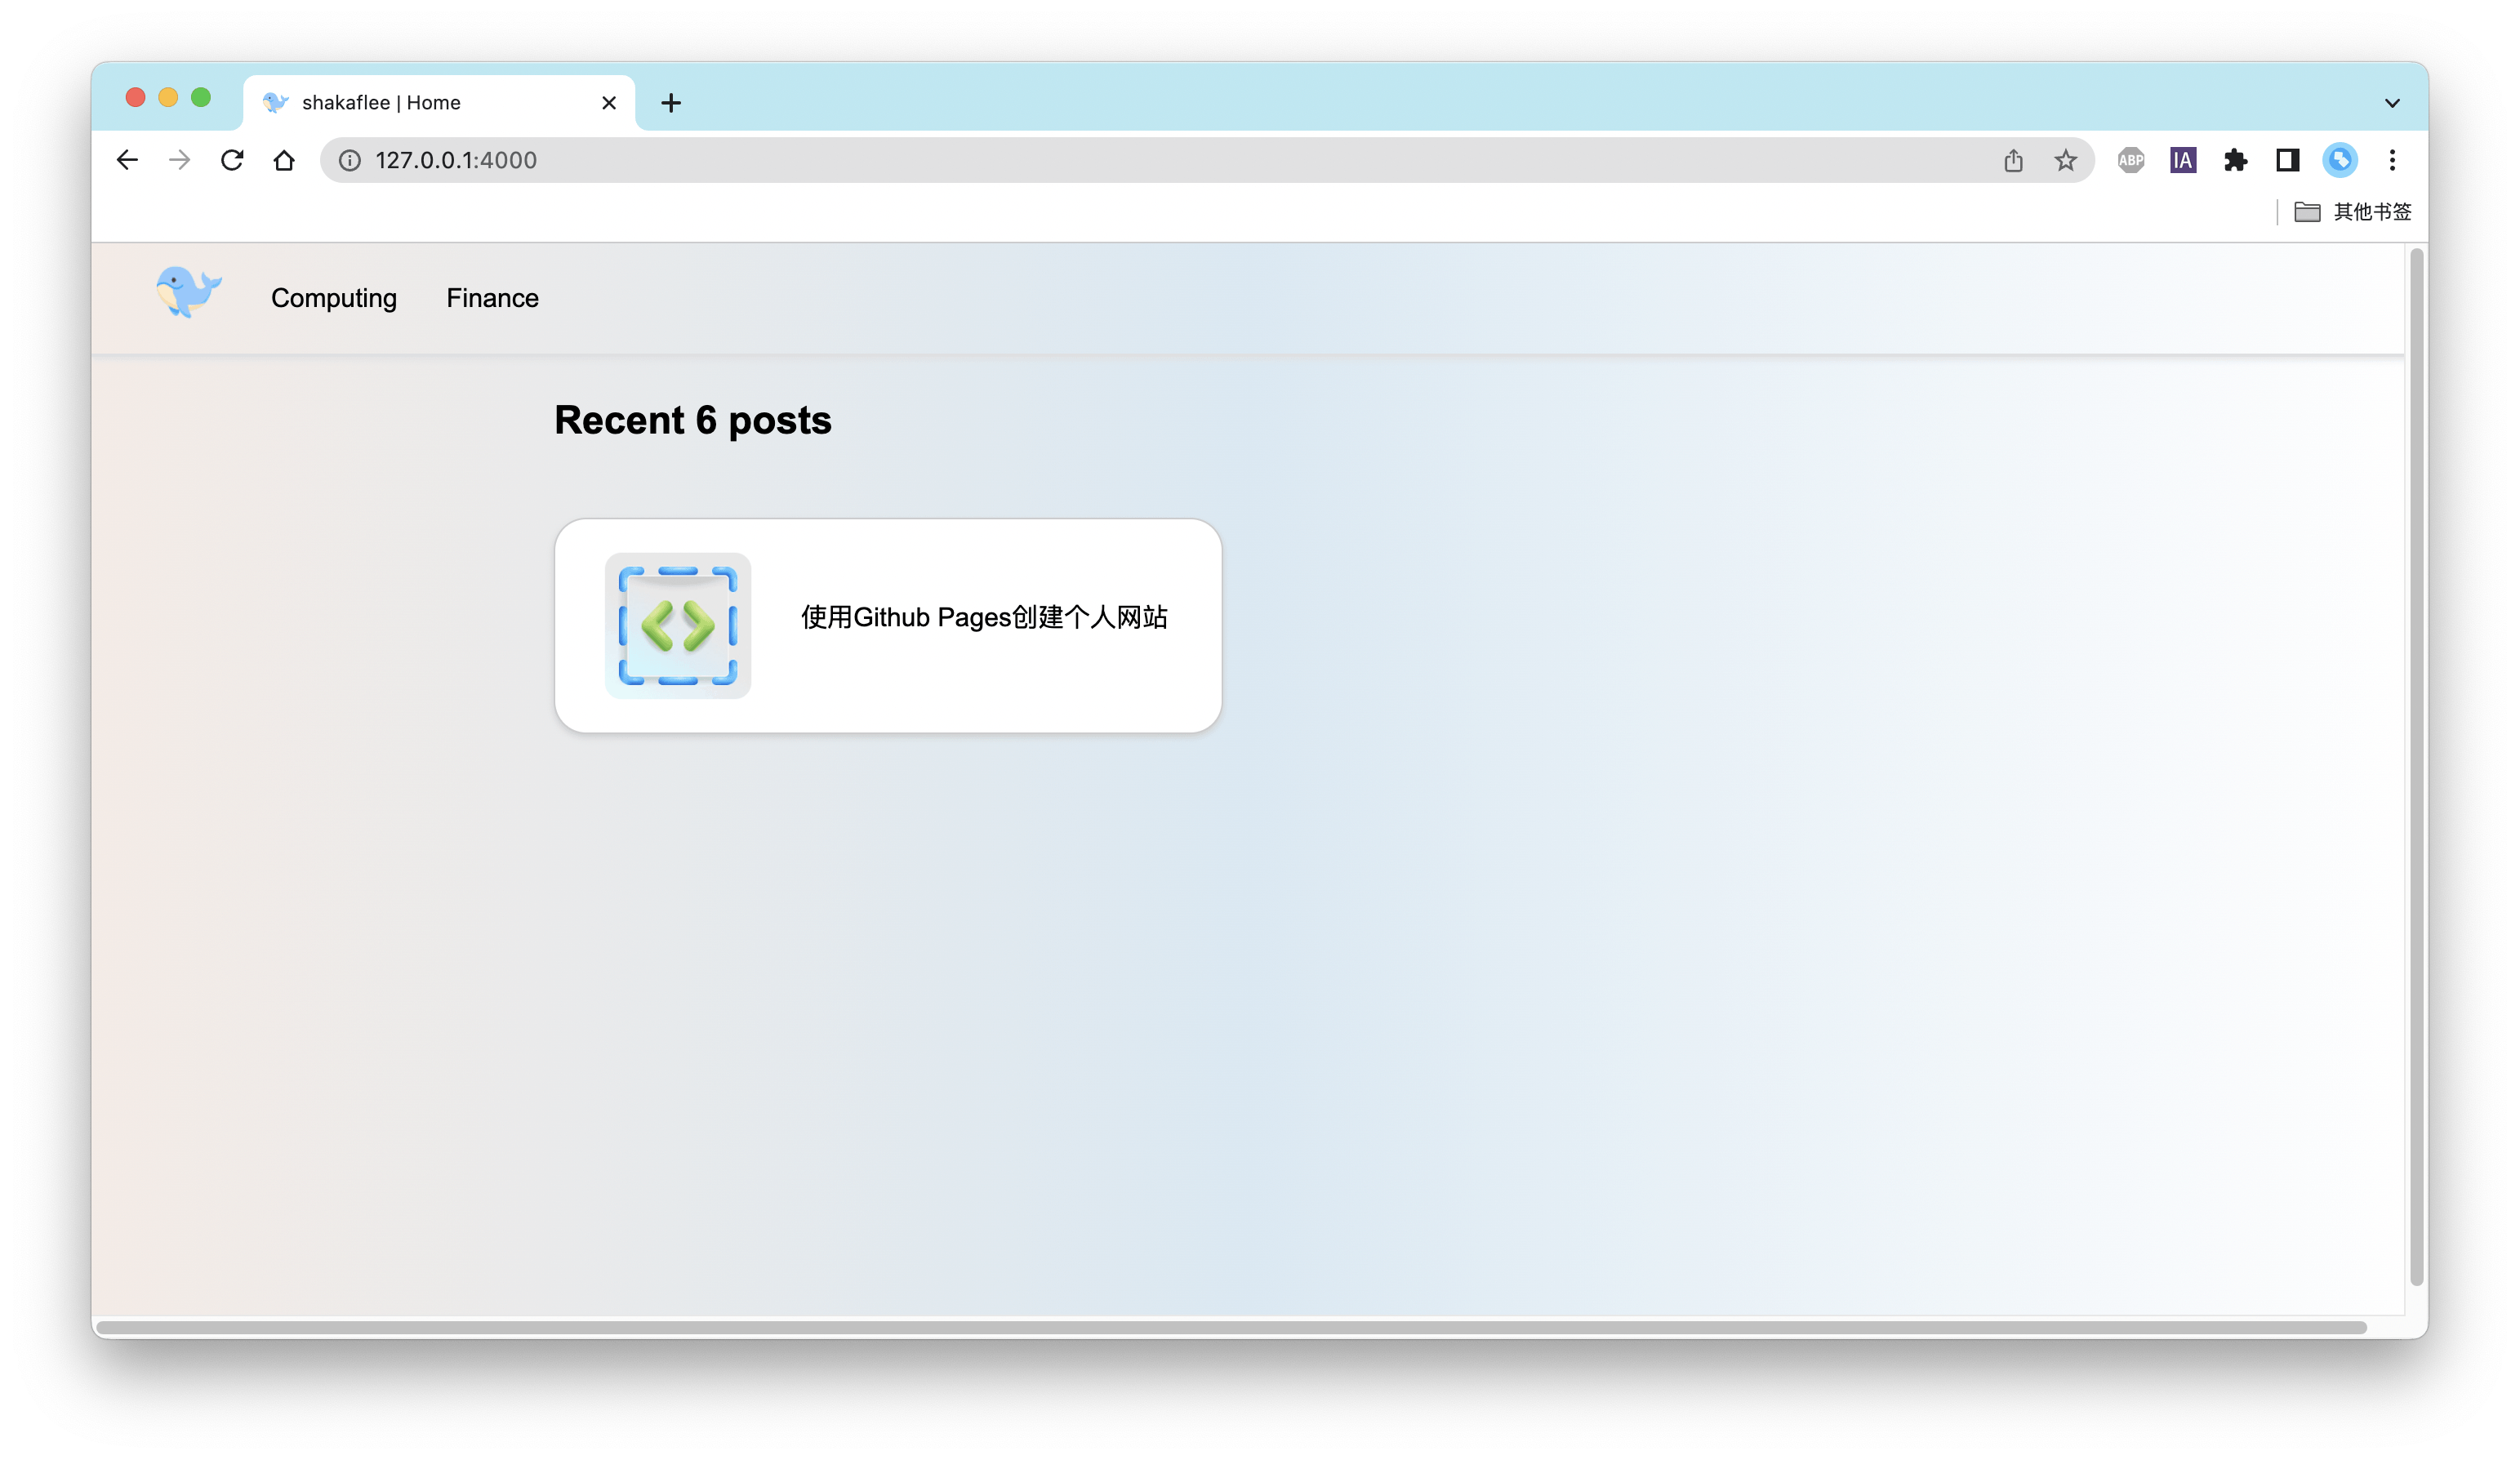 shakaflee | Home
127.0.0.1:4000
ABP
IA
其他书签
Computing
Finance
Recent 6 posts
使用Github Pages创建个人网站